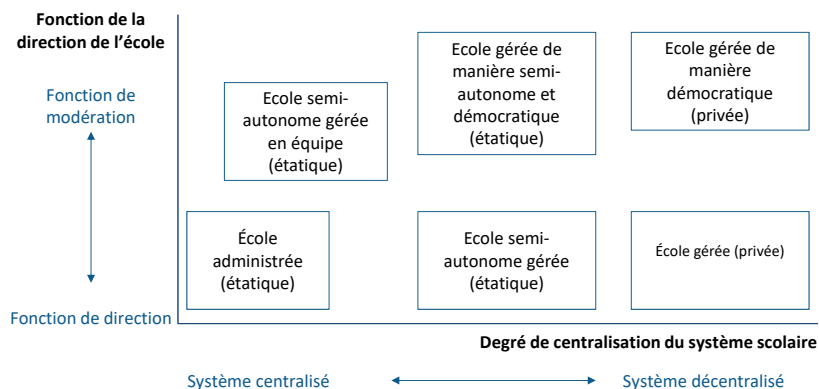 Fonction de la
direction de l'école
Fonction de
modération
Fonction de direction
Ecole semi-
autonome gérée
en équipe
(étatique)
Ecole gérée de
manière semi-
autonome et
démocratique
(étatique)
Ecole gérée de
manière
démocratique
(privée)
École
administrée
(étatique)
Ecole semi-
autonome gérée
(étatique)
École gérée (privée)
Degré de centralisation du système scolaire
Système centralisé
Système décentralisé